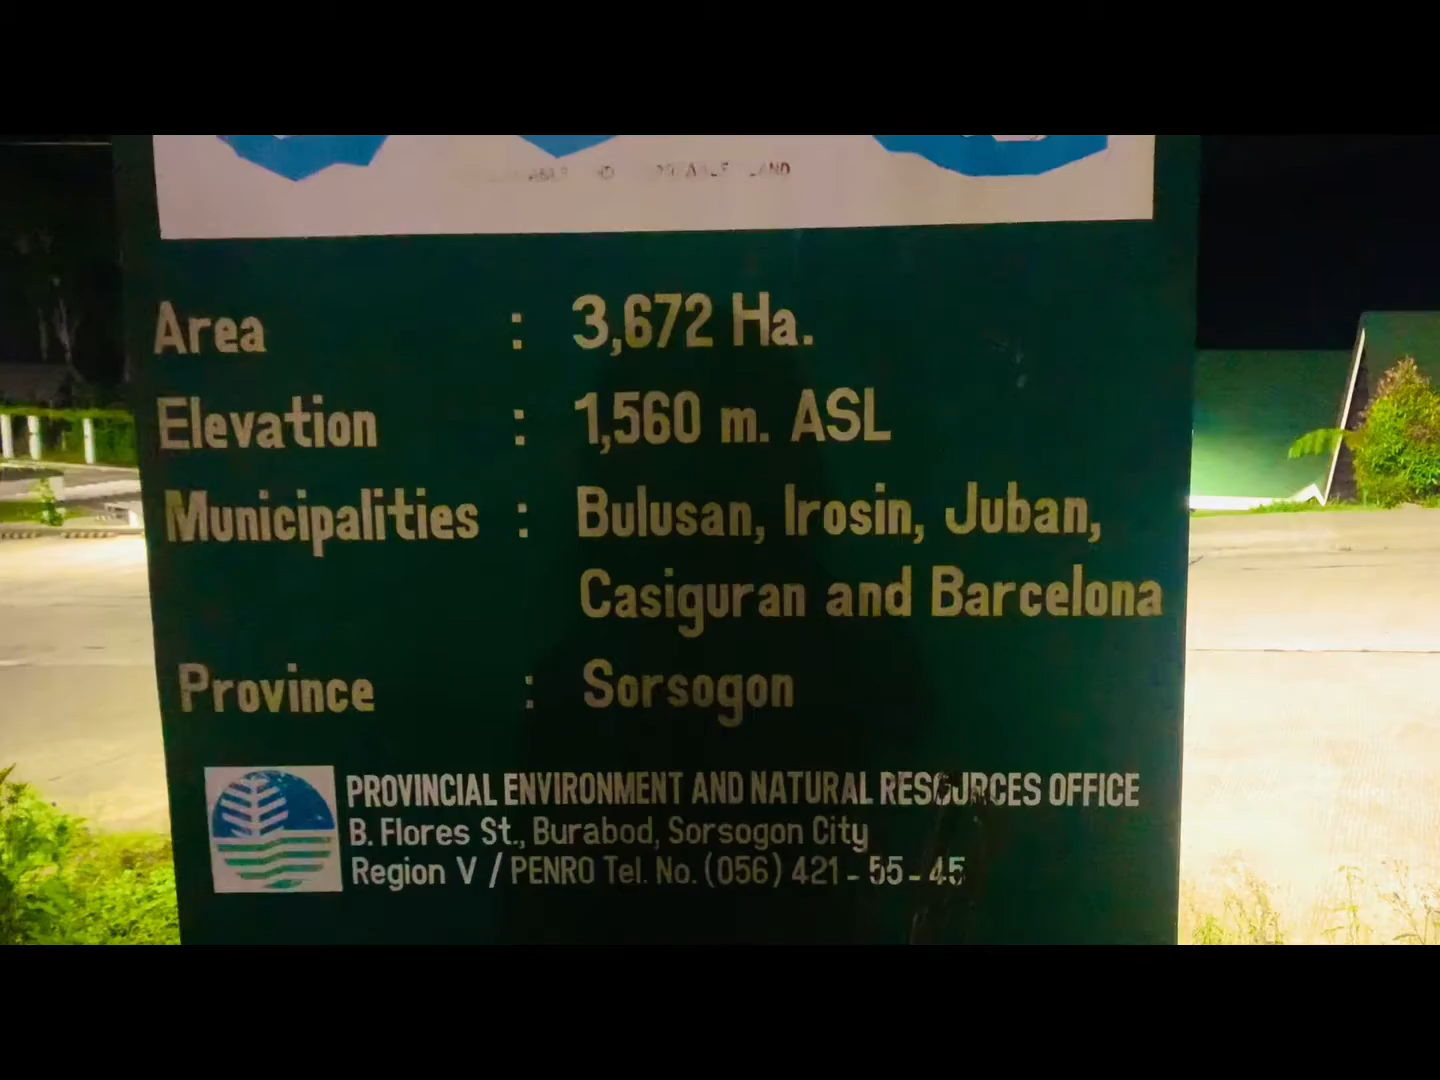 LAND
Area : 3,672 Ha.
Elevation : 1,560 m. ASL
Municipalities : Bulusan, Irosin, Juban,
Casiguran and Barcelona
Province : Sorsogon
PROVINCIAL ENVIRONMENT AND NATURAL RESOURCES OFFICE
B. Flores St., Burabod, Sorsogon City
Region V / PENRO Tel. No. (056) 421 - 55 - 45